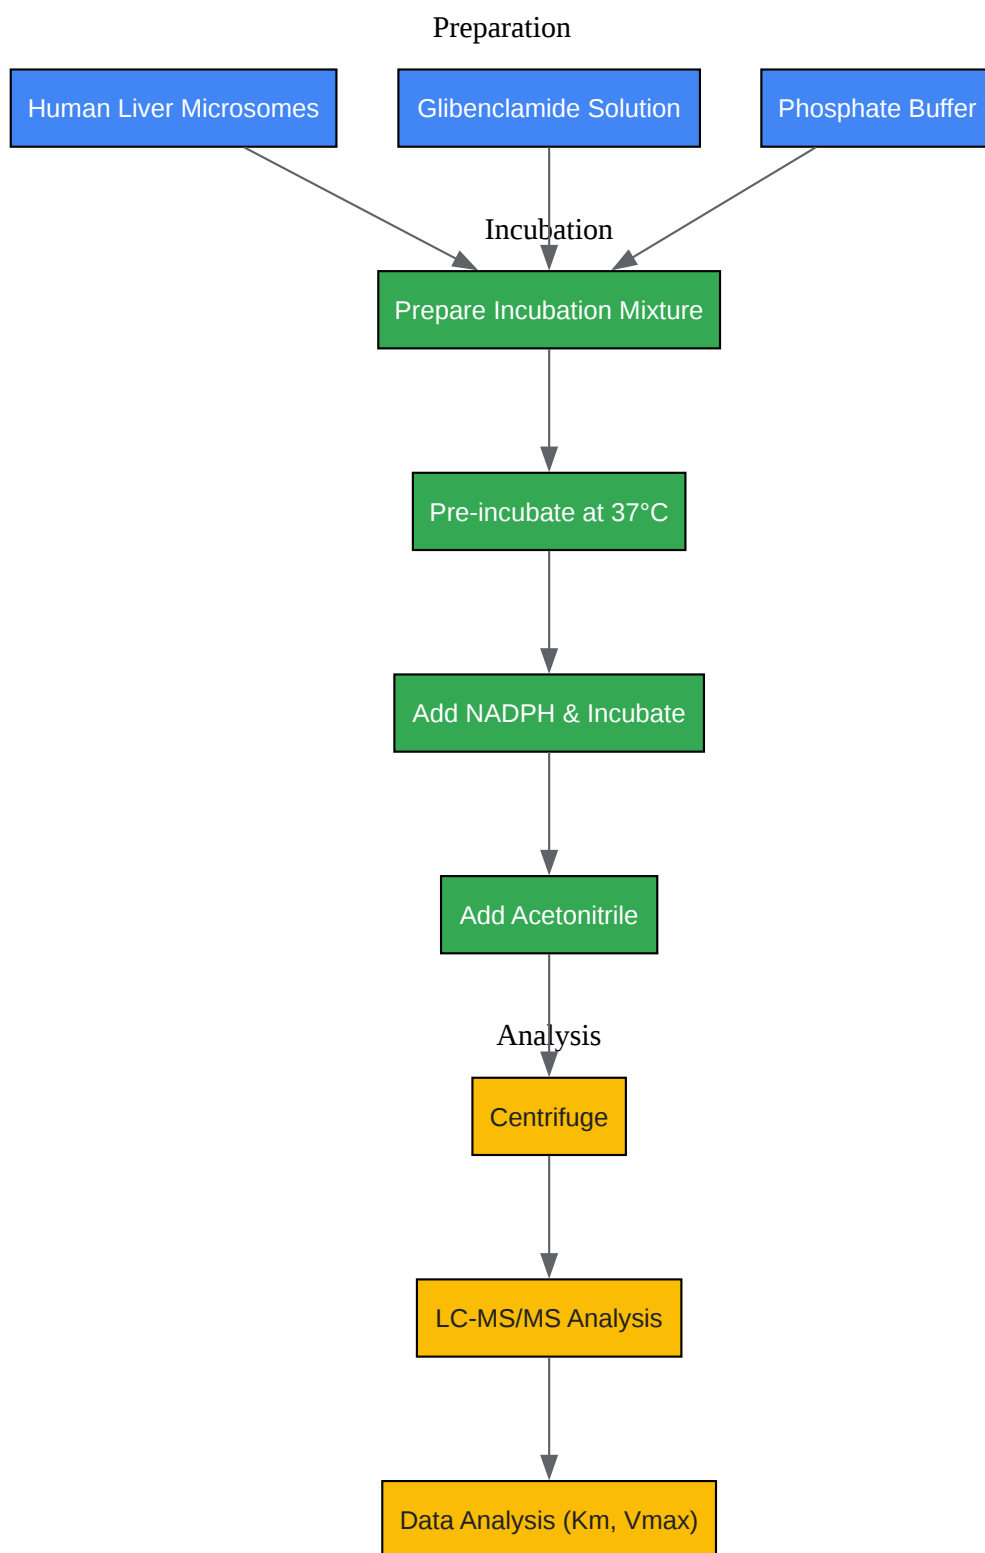 Preparation
Human Liver Microsomes
Glibenclamide Solution
Phosphate Buffer
Incubation
Prepare Incubation Mixture
Pre-incubate at 37°C
Add NADPH & Incubate
Add Acetonitrile
Analysis
Centrifuge
LC-MS/MS Analysis
Data Analysis (Km, Vmax)